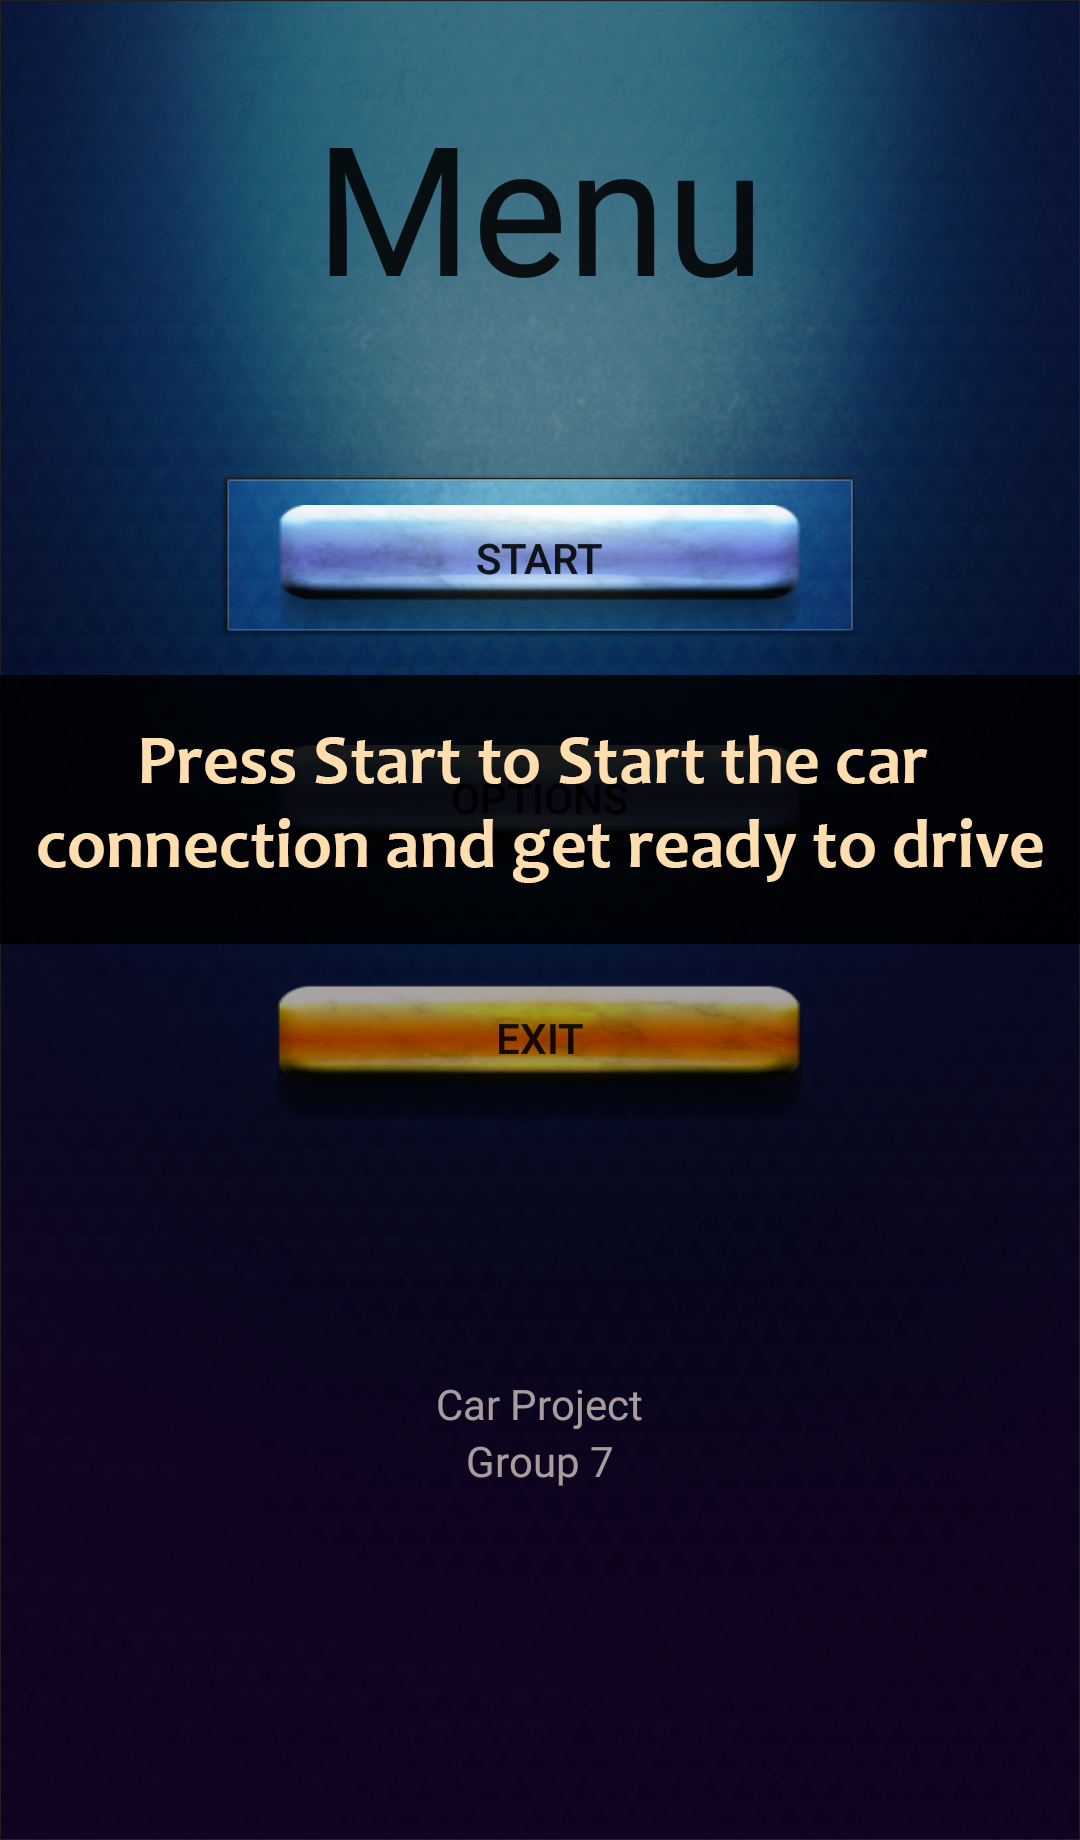 Menu
START
Press Start to Start the car
OPTIONS
connection and get ready to drive
EXIT
Car Project
Group 7